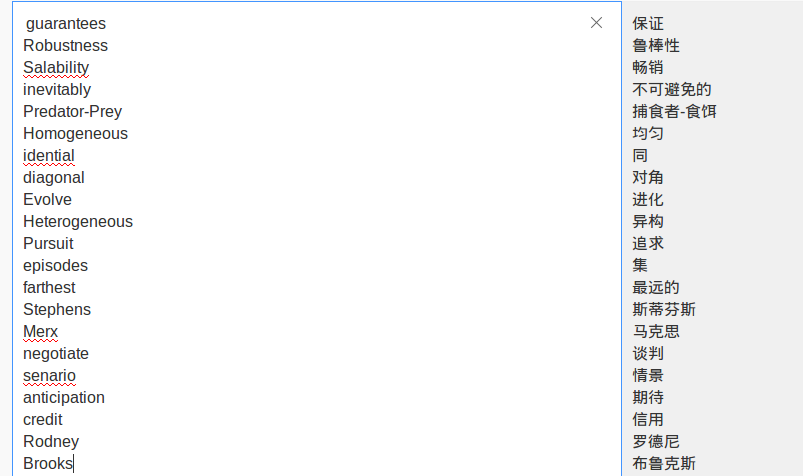 guarantees
Robustness
Salability
inevitably
Predator-Prey
Homogeneous
idential
diagonal
Evolve
Heterogeneous
Pursuit
episodes
farthest
Stephens
Merx
negotiate
senario
anticipation
credit
Rodney
Brooks
保证
鲁棒性
畅销
不可避免的
捕食者-食饵
均匀
同
对角
进化
异构
追求
集
最远的
斯蒂芬斯
马克思
谈判
情景
期待
信用
罗德尼
布鲁克斯